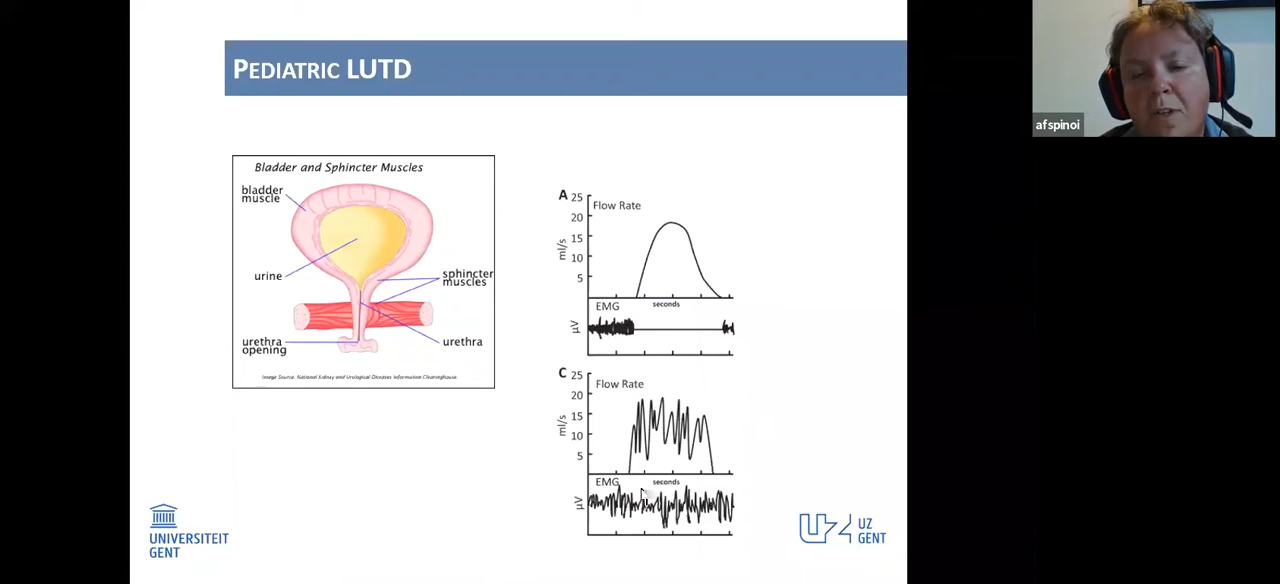 PEDIATRIC LUTD
afspinoi
Bladder and Sphincter Muscles
bladder
muscle
urine
sphincter
muscles
urethra
opening
urethra
Image Source: National Kidney and Urological Diseases Information Clearinghouse
A
25
20
15
10
5
ml/s
Flow Rate
seconds
EMG
µV
C
25
20
15
10
5
ml/s
Flow Rate
seconds
EMG
µV
UNIVERSITEIT
GENT
UZ
GENT